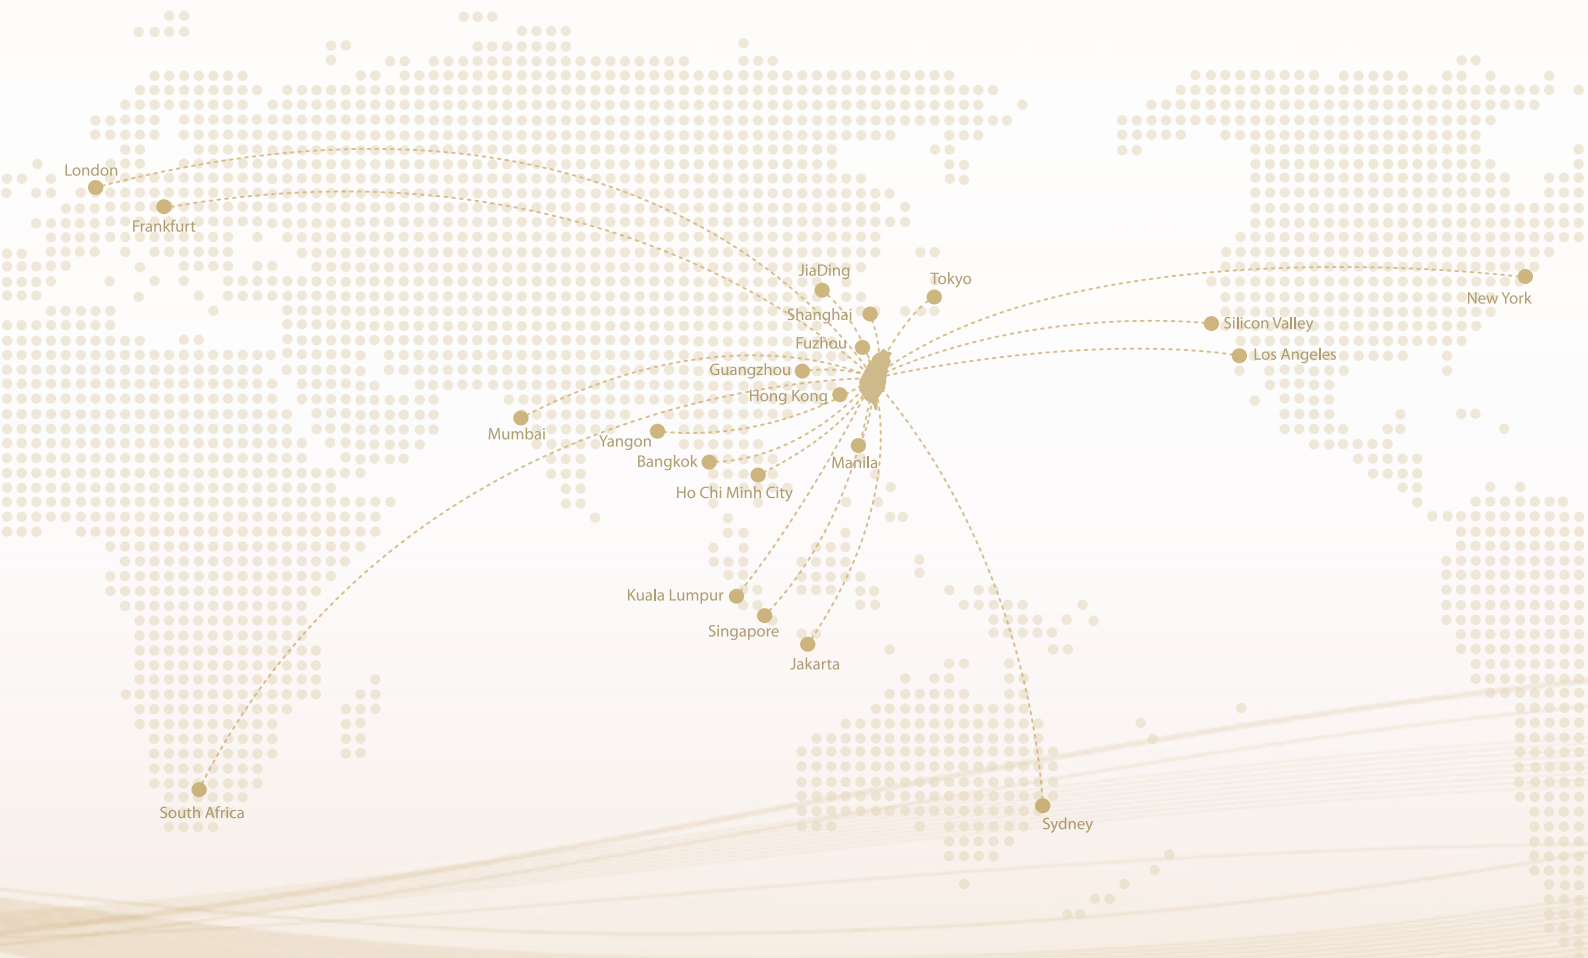 London
Frankfurt
JiaDing
Tokyo
New York
Shanghai
Silicon Valley
Fuzhou
Los Angeles
Guangzhou
Hong Kong
Mumbai
Yangon
Bangkok
Manila
Ho Chi Minh City
Kuala Lumpur
Singapore
Jakarta
South Africa
Sydney